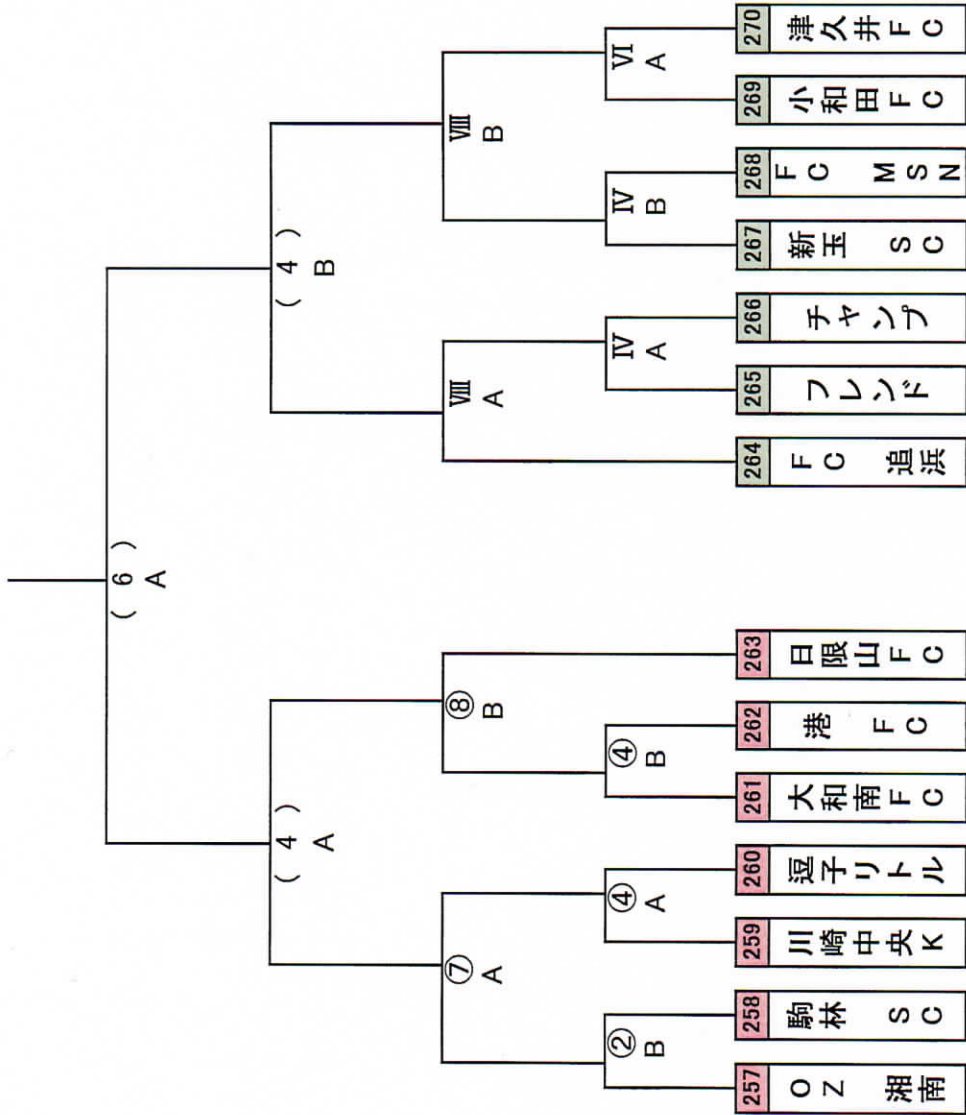 (6)
A
(4)
A
(4)
B
⑦
A
⑧
B
Ⅷ
A
Ⅷ
B
②
B
④
A
④
B
Ⅳ
A
Ⅳ
B
Ⅵ
A
257 OZ 湘南
258 駒林 SC
259 川崎中央K
260 逗子リトル
261 大和南FC
262 港 FC
263 日限山FC
264 FC 追浜
265 フレンド
266 チャンプ
267 新玉 SC
268 FC MSN
269 小和田FC
270 津久井FC